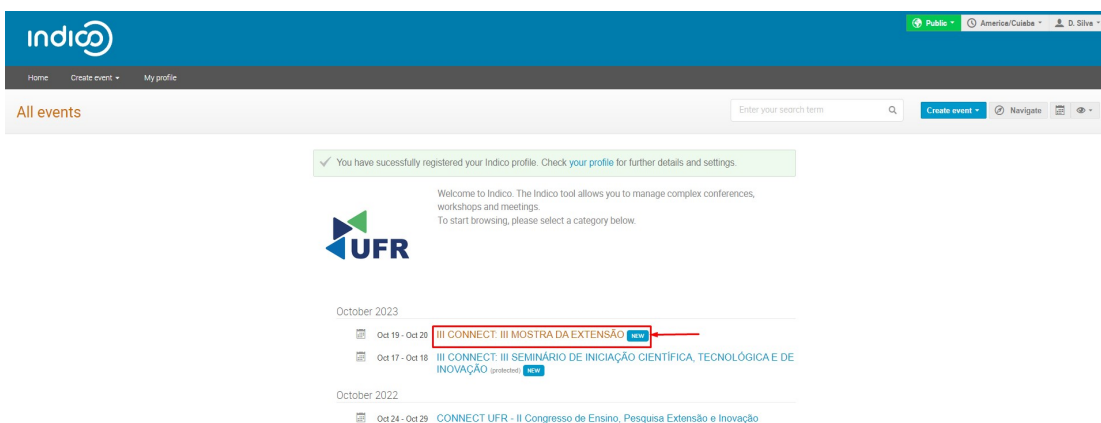 indico
Public
America/Cuiaba
D. Silva
Home Create event My profile
All events
Enter your search term
Create event
Navigate
You have sucessfully registered your Indico profile. Check your profile for further details and settings.
Welcome to Indico. The Indico tool allows you to manage complex conferences,
workshops and meetings.
To start browsing, please select a category below.
UFR
October 2023
Oct 19 - Oct 20 III CONNECT: III MOSTRA DA EXTENSÃO NEW
Oct 17 - Oct 18 III CONNECT: III SEMINÁRIO DE INICIAÇÃO CIENTÍFICA, TECNOLÓGICA E DE
INOVAÇÃO (protected) NEW
October 2022
Oct 24 - Oct 29 CONNECT UFR - II Congresso de Ensino, Pesquisa Extensão e Inovação